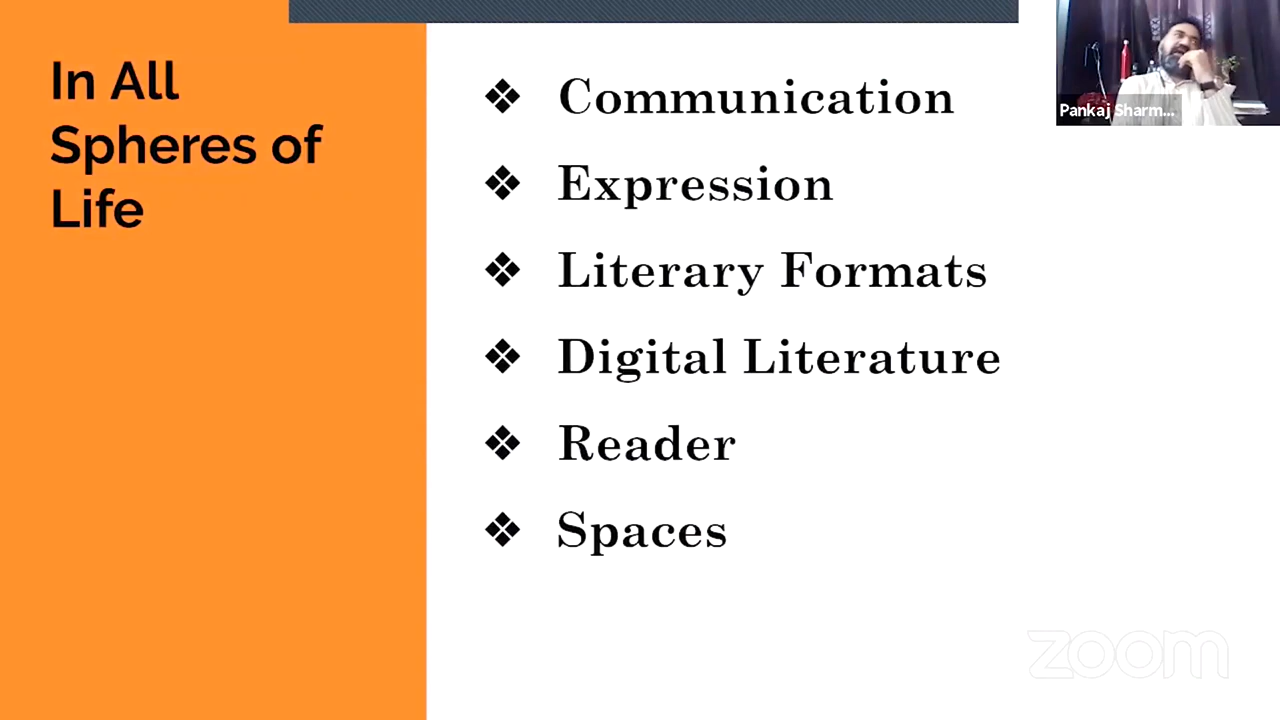 In All
Spheres of
Life
❖ Communication
❖ Expression
❖ Literary Formats
❖ Digital Literature
❖ Reader
❖ Spaces
Pankaj Sharm...
zoom